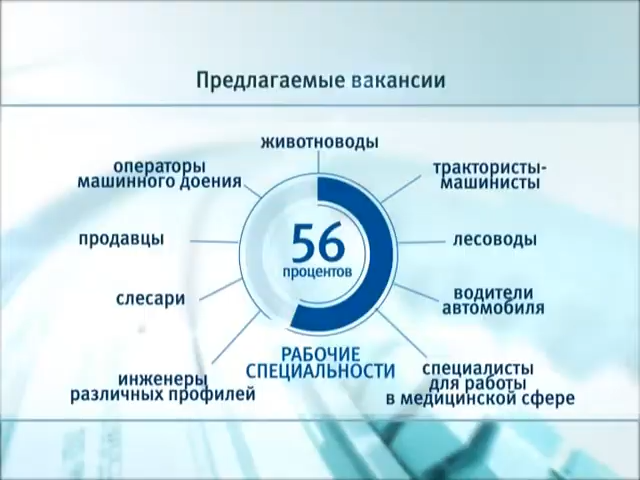 Предлагаемые вакансии
животноводы
операторы
машинного доения
трактористы-
машинисты
продавцы
56
процентов
лесоводы
слесари
водители
автомобиля
РАБОЧИЕ
СПЕЦИАЛЬНОСТИ
инженеры
различных профилей
специалисты
для работы
в медицинской сфере